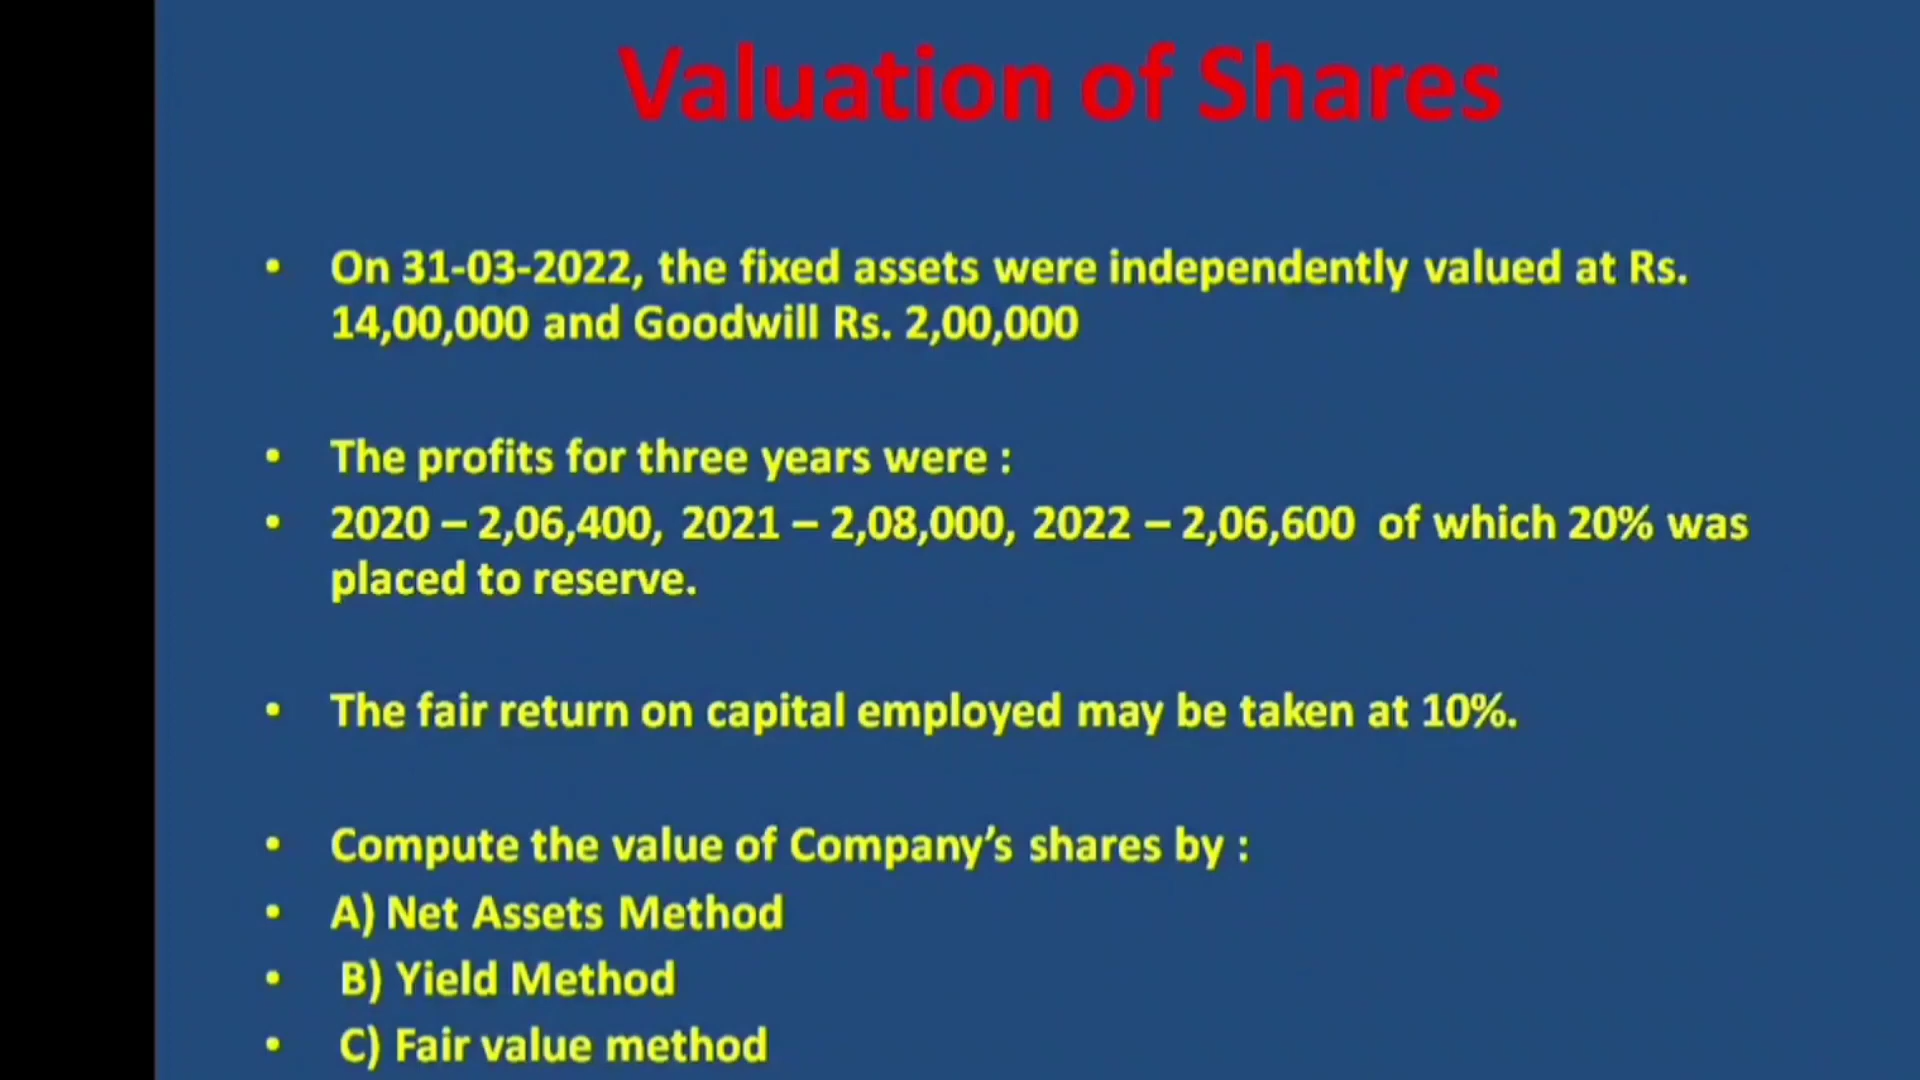 Valuation of Shares
• On 31-03-2022, the fixed assets were independently valued at Rs.
14,00,000 and Goodwill Rs. 2,00,000
• The profits for three years were :
• 2020 – 2,06,400, 2021 – 2,08,000, 2022 – 2,06,600 of which 20% was
placed to reserve.
• The fair return on capital employed may be taken at 10%.
• Compute the value of Company’s shares by :
• A) Net Assets Method
• B) Yield Method
• C) Fair value method